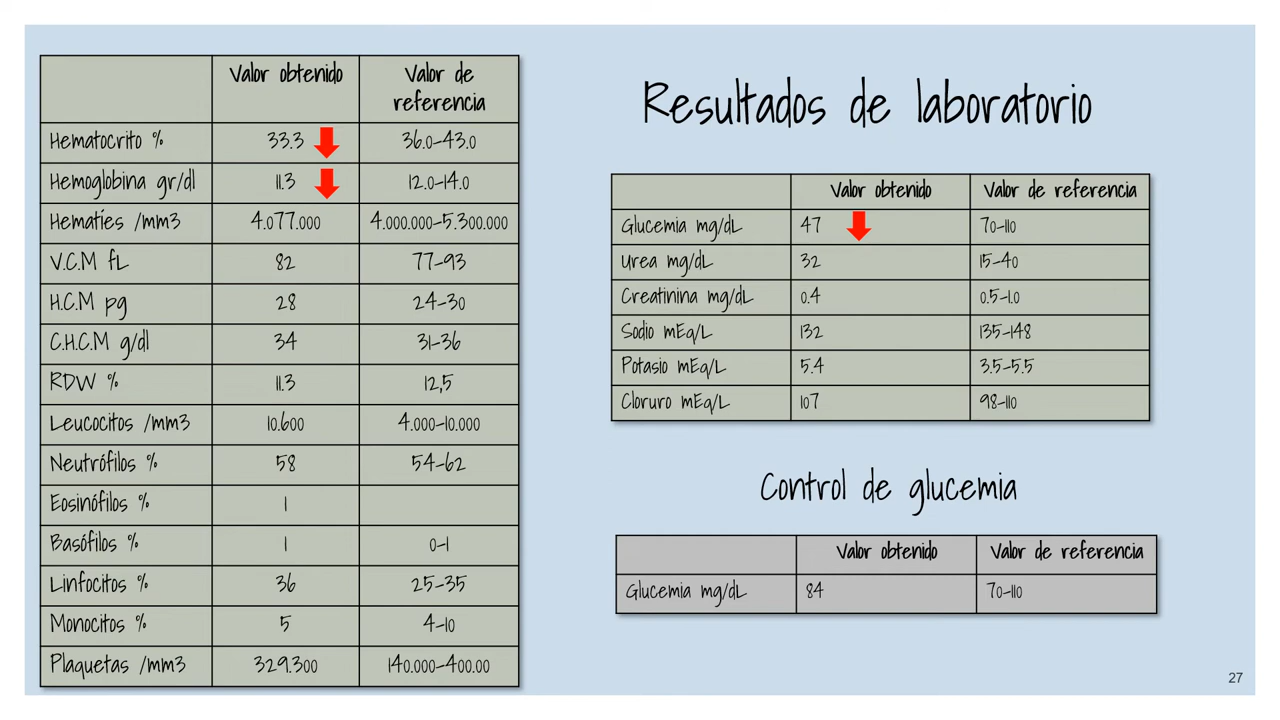 Valor obtenido Valor de referencia
Hematocrito % 33.3 36.0-43.0
Hemoglobina gr/dl 11.3 12.0-14.0
Hematíes /mm3 4.077.000 4.000.000-5.300.000
V.C.M fL 82 77-93
H.C.M pg 28 24-30
C.H.C.M g/dl 34 31-36
RDW % 11.3 12,5
Leucocitos /mm3 10.600 4.000-10.000
Neutrófilos % 58 54-62
Eosinófilos % 1
Basófilos % 1 0-1
Linfocitos % 36 25-35
Monocitos % 5 4-10
Plaquetas /mm3 329.300 140.000-400.00
Resultados de laboratorio
Valor obtenido Valor de referencia
Glucemia mg/dL 47 70-110
Urea mg/dL 32 15-40
Creatinina mg/dL 0.4 0.5-1.0
Sodio mEq/L 132 135-148
Potasio mEq/L 5.4 3.5-5.5
Cloruro mEq/L 107 98-110
Control de glucemia
Valor obtenido Valor de referencia
Glucemia mg/dL 84 70-110
27